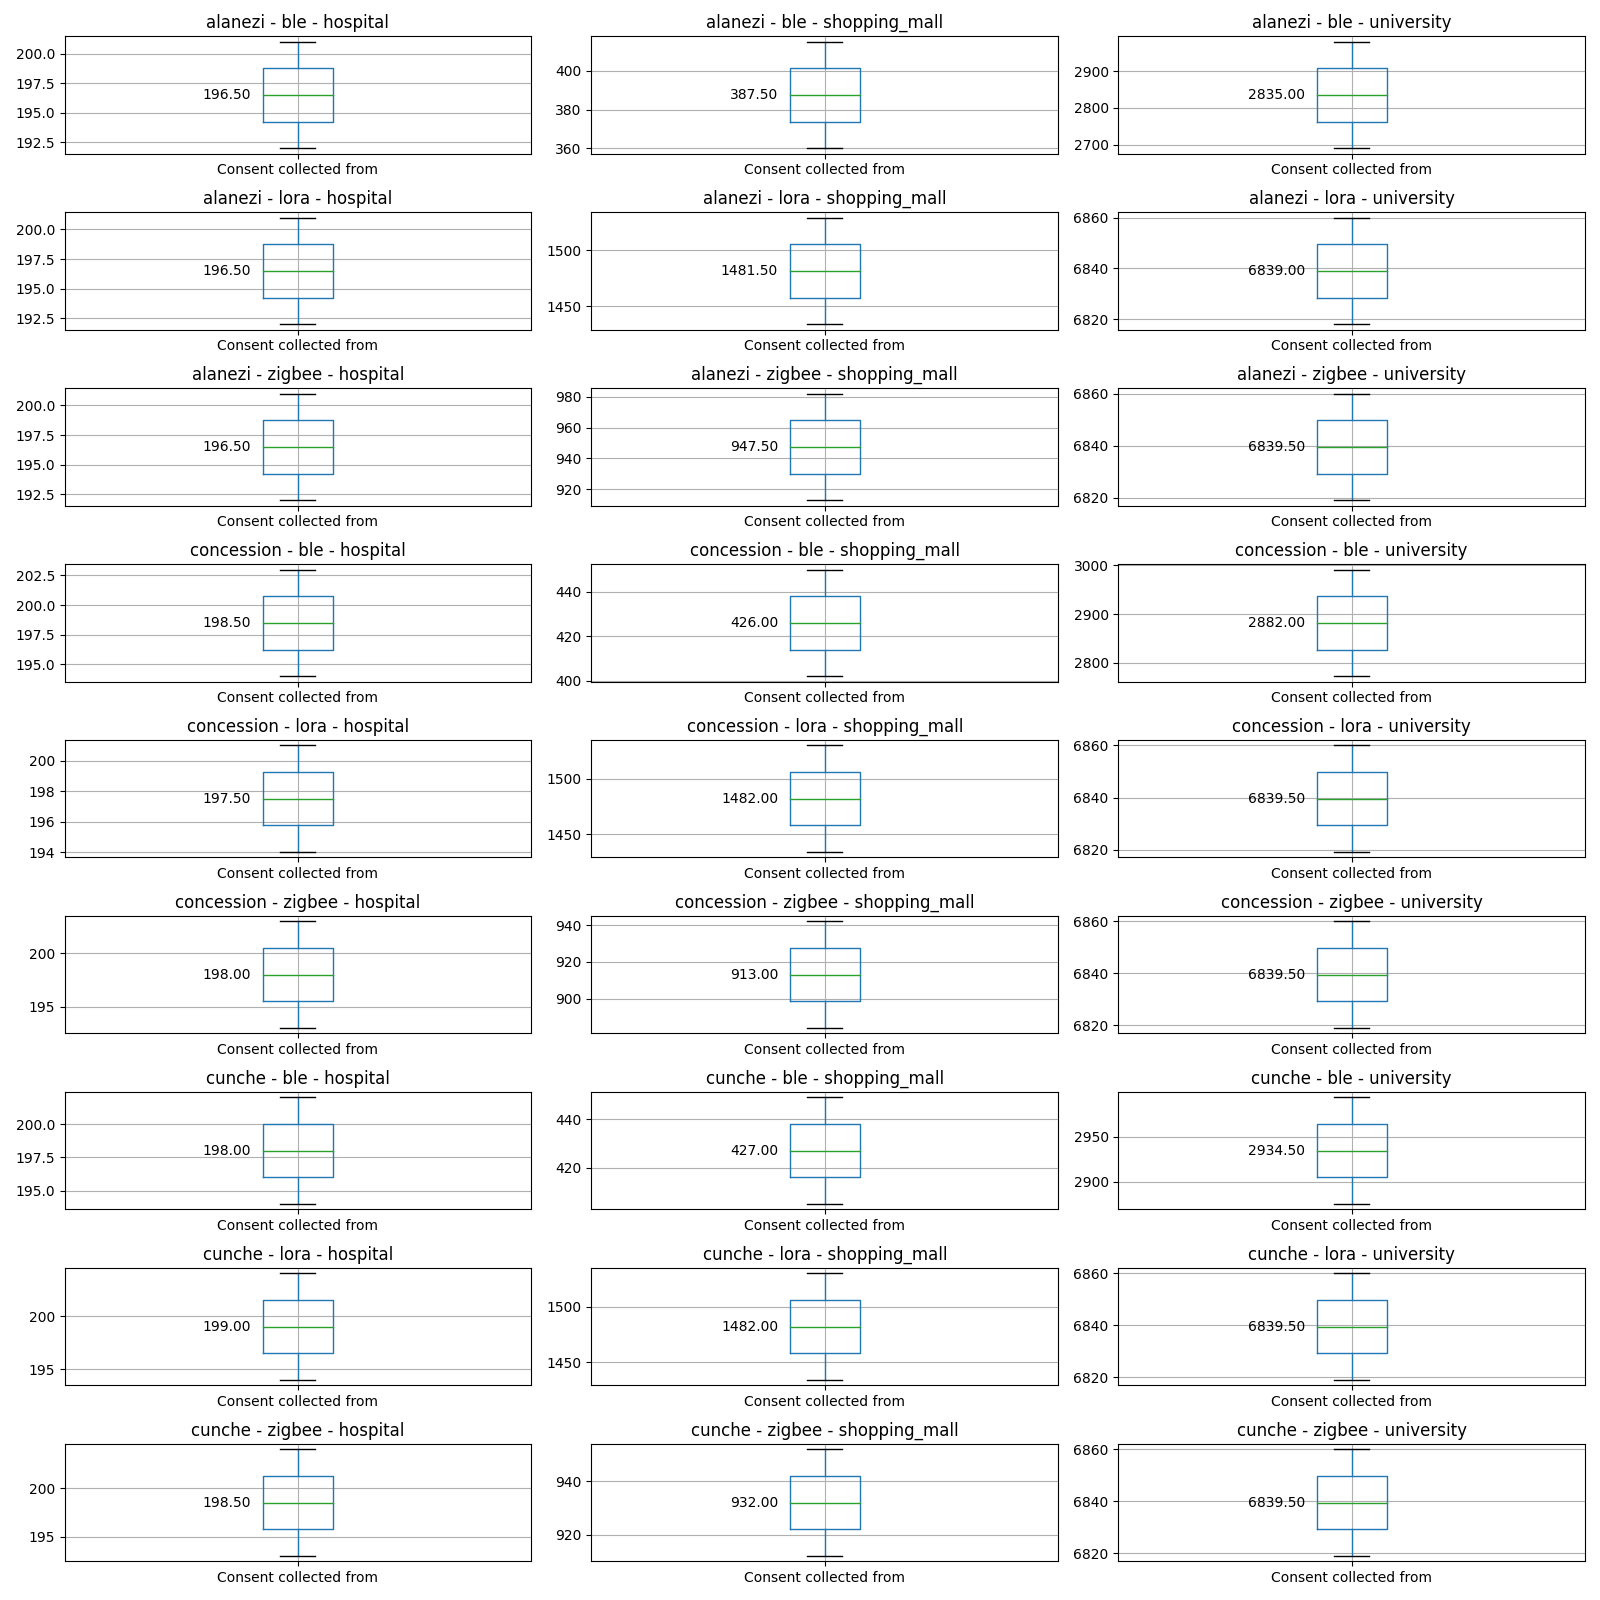 alanezi - ble - hospital
200.0
197.5
195.0
192.5
196.50
Consent collected from
alanezi - ble - shopping_mall
400
380
360
387.50
Consent collected from
alanezi - ble - university
2900
2800
2700
2835.00
Consent collected from
alanezi - lora - hospital
200.0
197.5
195.0
192.5
196.50
Consent collected from
alanezi - lora - shopping_mall
1500
1450
1481.50
Consent collected from
alanezi - lora - university
6860
6840
6820
6839.00
Consent collected from
alanezi - zigbee - hospital
200.0
197.5
195.0
192.5
196.50
Consent collected from
alanezi - zigbee - shopping_mall
980
960
940
920
947.50
Consent collected from
alanezi - zigbee - university
6860
6840
6820
6839.50
Consent collected from
concession - ble - hospital
202.5
200.0
197.5
195.0
198.50
Consent collected from
concession - ble - shopping_mall
440
420
400
426.00
Consent collected from
concession - ble - university
3000
2900
2800
2882.00
Consent collected from
concession - lora - hospital
200
198
196
194
197.50
Consent collected from
concession - lora - shopping_mall
1500
1450
1482.00
Consent collected from
concession - lora - university
6860
6840
6820
6839.50
Consent collected from
concession - zigbee - hospital
200
195
198.00
Consent collected from
concession - zigbee - shopping_mall
940
920
900
913.00
Consent collected from
concession - zigbee - university
6860
6840
6820
6839.50
Consent collected from
cunche - ble - hospital
200.0
197.5
195.0
198.00
Consent collected from
cunche - ble - shopping_mall
440
420
427.00
Consent collected from
cunche - ble - university
2950
2900
2934.50
Consent collected from
cunche - lora - hospital
200
195
199.00
Consent collected from
cunche - lora - shopping_mall
1500
1450
1482.00
Consent collected from
cunche - lora - university
6860
6840
6820
6839.50
Consent collected from
cunche - zigbee - hospital
200
195
198.50
Consent collected from
cunche - zigbee - shopping_mall
940
920
932.00
Consent collected from
cunche - zigbee - university
6860
6840
6820
6839.50
Consent collected from